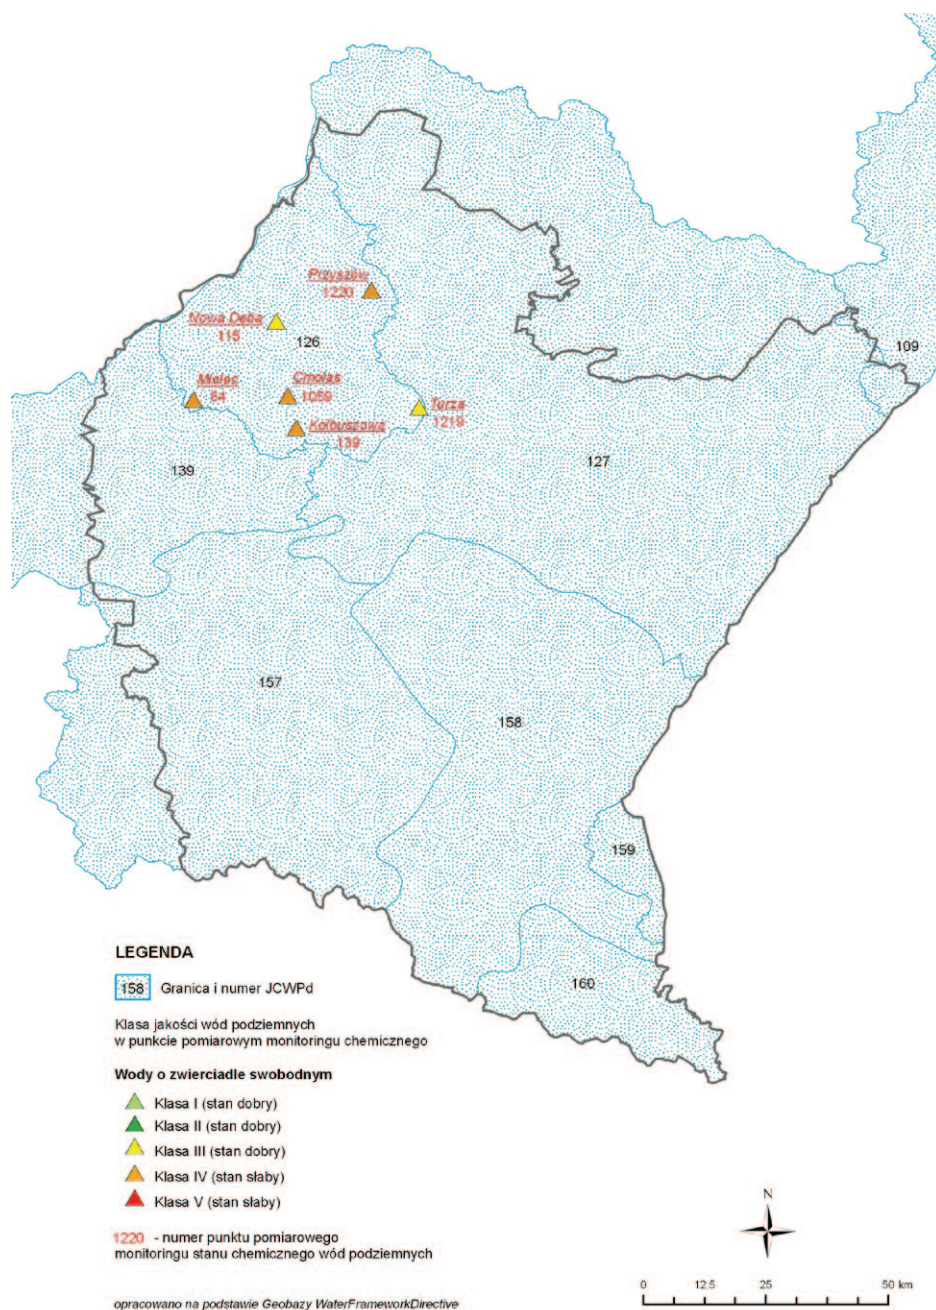 Przyszów
1220
Nowa Dęba
115
126
109
Mielec
64
Cmolas
1059
Turza
1219
Kolbuszowa
139
139
127
157
158
159
160
LEGENDA
158 Granica i numer JCWPd
Klasa jakości wód podziemnych
w punkcie pomiarowym monitoringu chemicznego
Wody o zwierciadle swobodnym
Klasa I (stan dobry)
Klasa II (stan dobry)
Klasa III (stan dobry)
Klasa IV (stan słaby)
Klasa V (stan słaby)
1220 - numer punktu pomiarowego
monitoringu stanu chemicznego wód podziemnych
N
0 12.5 25 50 km
opracowano na podstawie Geobazy WaterFrameworkDirective